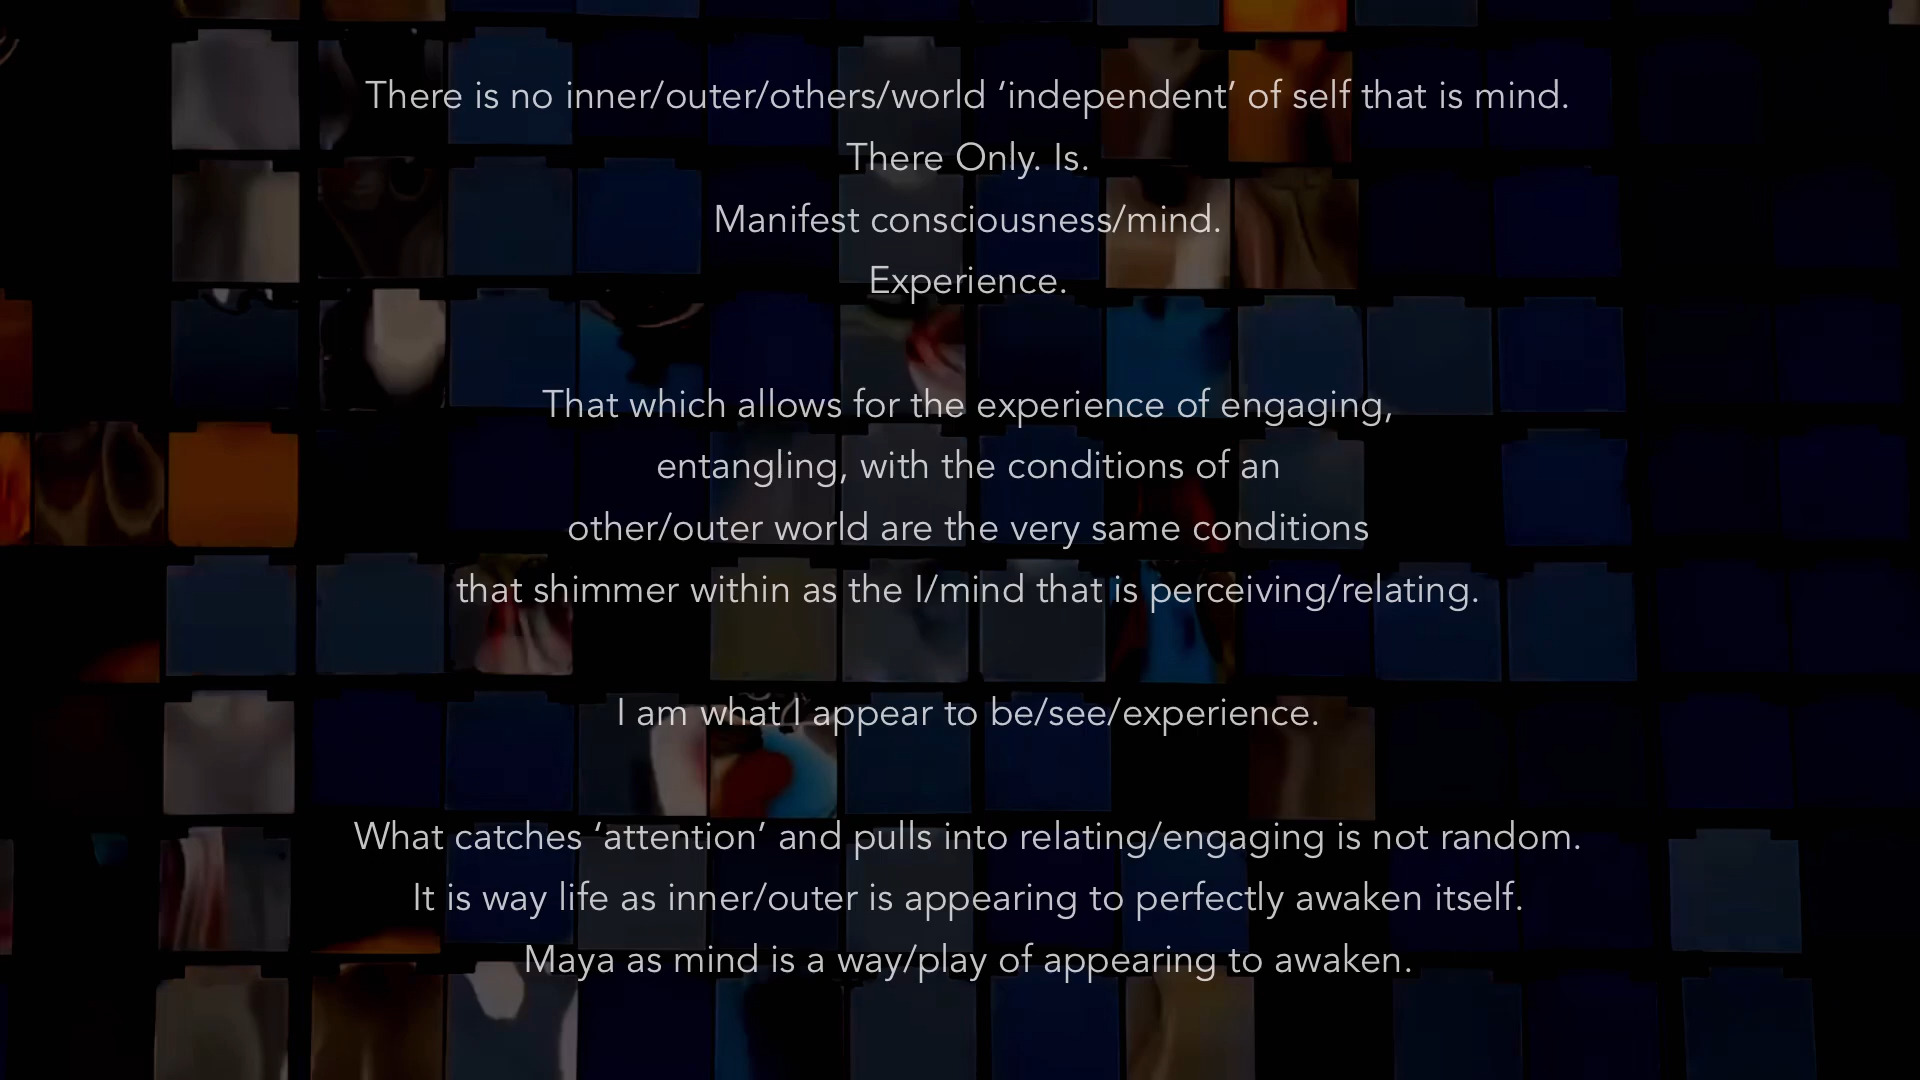 There is no inner/outer/others/world ‘independent’ of self that is mind.
There Only. Is.
Manifest consciousness/mind.
Experience.
That which allows for the experience of engaging,
entangling, with the conditions of an
other/outer world are the very same conditions
that shimmer within as the I/mind that is perceiving/relating.
I am what I appear to be/see/experience.
What catches ‘attention’ and pulls into relating/engaging is not random.
It is way life as inner/outer is appearing to perfectly awaken itself.
Maya as mind is a way/play of appearing to awaken.